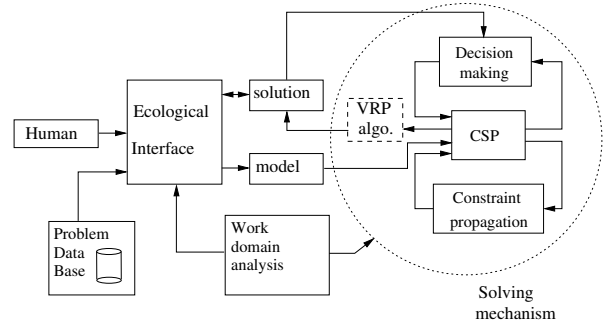 Decision
making
solution
VRP
algo.
Ecological
Interface
CSP
Human
model
Constraint
propagation
Problem
Data
Base
Work
domain
analysis
Solving
mechanism